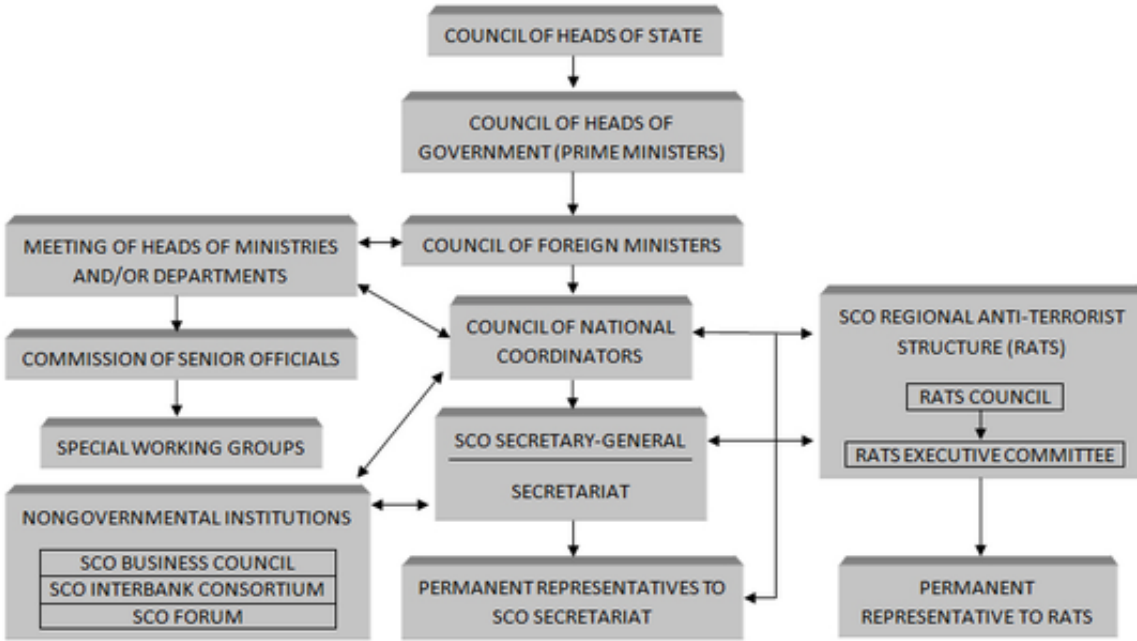 COUNCIL OF HEADS OF STATE
COUNCIL OF HEADS OF
GOVERNMENT (PRIME MINISTERS)
MEETING OF HEADS OF MINISTRIES
AND/OR DEPARTMENTS
COUNCIL OF FOREIGN MINISTERS
COUNCIL OF NATIONAL
COORDINATORS
SCO REGIONAL ANTI-TERRORIST
STRUCTURE (RATS)
RATS COUNCIL
RATS EXECUTIVE COMMITTEE
COMMISSION OF SENIOR OFFICIALS
SPECIAL WORKING GROUPS
SCO SECRETARY-GENERAL
SECRETARIAT
NONGOVERNMENTAL INSTITUTIONS
SCO BUSINESS COUNCIL
SCO INTERBANK CONSORTIUM
SCO FORUM
PERMANENT REPRESENTATIVES TO
SCO SECRETARIAT
PERMANENT
REPRESENTATIVE TO RATS